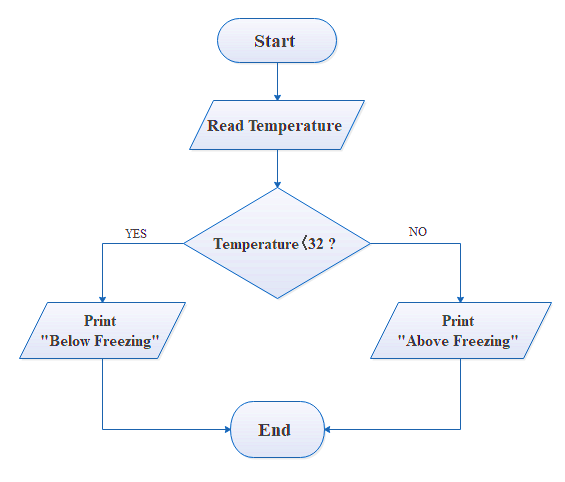 Start
Read Temperature
Temperature〈32 ?
YES
NO
Print
"Below Freezing"
Print
"Above Freezing"
End